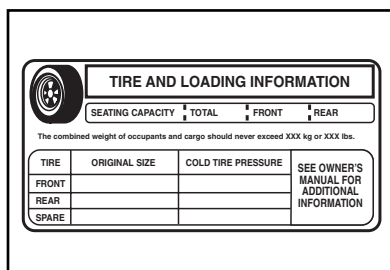 TIRE AND LOADING INFORMATION
SEATING CAPACITY TOTAL FRONT REAR
The combined weight of occupants and cargo should never exceed XXX kg or XXX lbs.
TIRE ORIGINAL SIZE COLD TIRE PRESSURE
SEE OWNER'S
MANUAL FOR
ADDITIONAL
INFORMATION
FRONT
REAR
SPARE